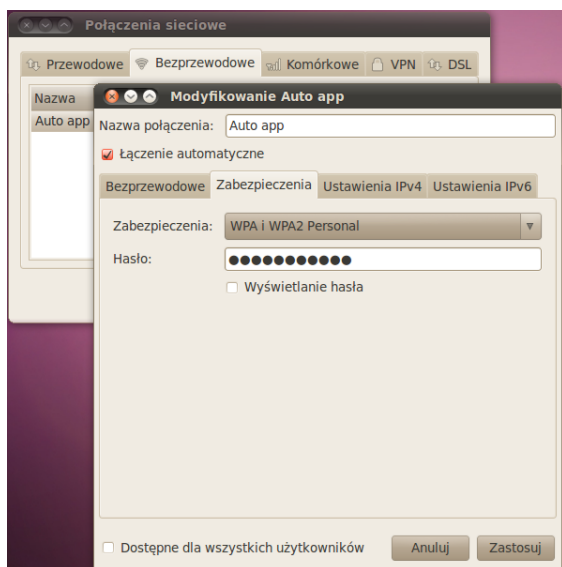 Połączenia sieciowe
Przewodowe Bezprzewodowe Komórkowe VPN DSL
Nazwa
Auto app
Modyfikowanie Auto app
Nazwa połączenia: Auto app
Łączenie automatyczne
Bezprzewodowe Zabezpieczenia Ustawienia IPv4 Ustawienia IPv6
Zabezpieczenia: WPA i WPA2 Personal
Hasło: ●●●●●●●●●●●
Wyświetlanie hasła
Dostępne dla wszystkich użytkowników Anuluj Zastosuj